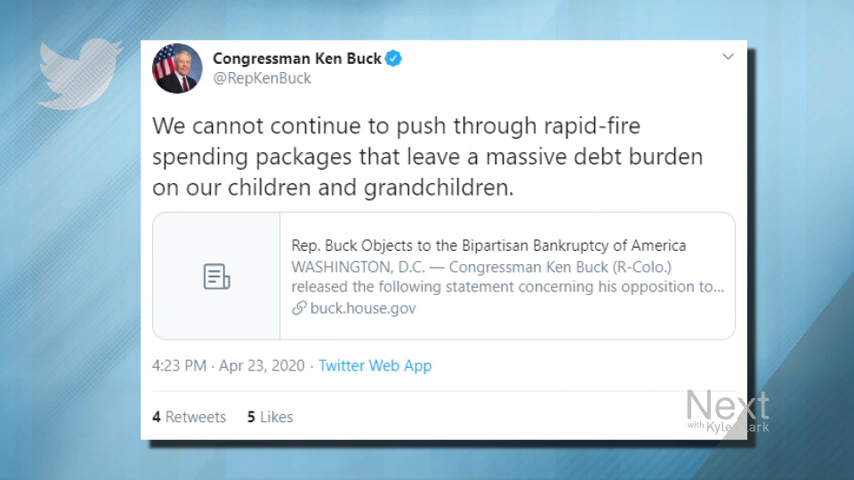 Congressman Ken Buck
@RepKenBuck
We cannot continue to push through rapid-fire
spending packages that leave a massive debt burden
on our children and grandchildren.
Rep. Buck Objects to the Bipartisan Bankruptcy of America
WASHINGTON, D.C. — Congressman Ken Buck (R-Colo.)
released the following statement concerning his opposition to...
buck.house.gov
4:23 PM · Apr 23, 2020 · Twitter Web App
4 Retweets 5 Likes
Next
with Kyle Clark